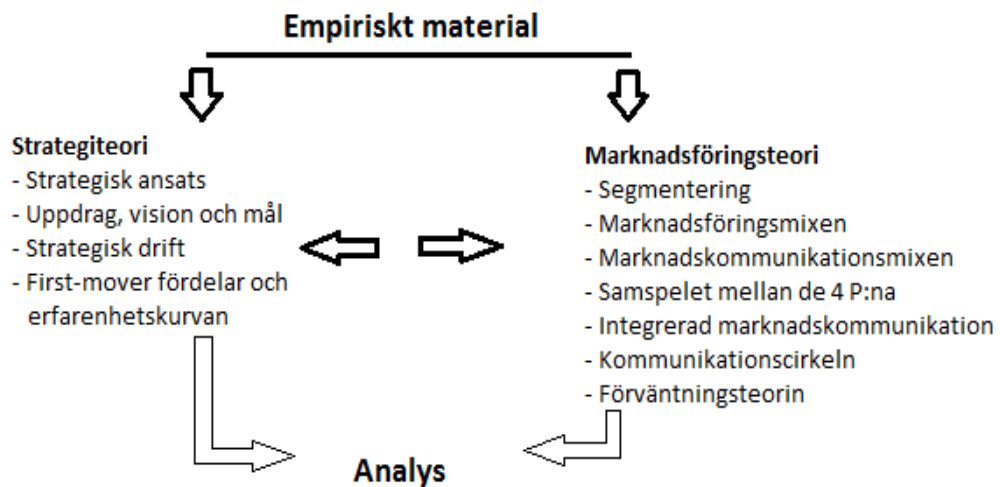 Empiriskt material
Strategiteori
- Strategisk ansats
- Uppdrag, vision och mål
- Strategisk drift
- First-mover fördelar och
erfarenhetskurvan
Marknadsföringsteori
- Segmentering
- Marknadsföringsmixen
- Marknadskommunikationsmixen
- Samspelet mellan de 4 P:na
- Integrerad marknadskommunikation
- Kommunikationscirkeln
- Förväntningsteorin
Analys